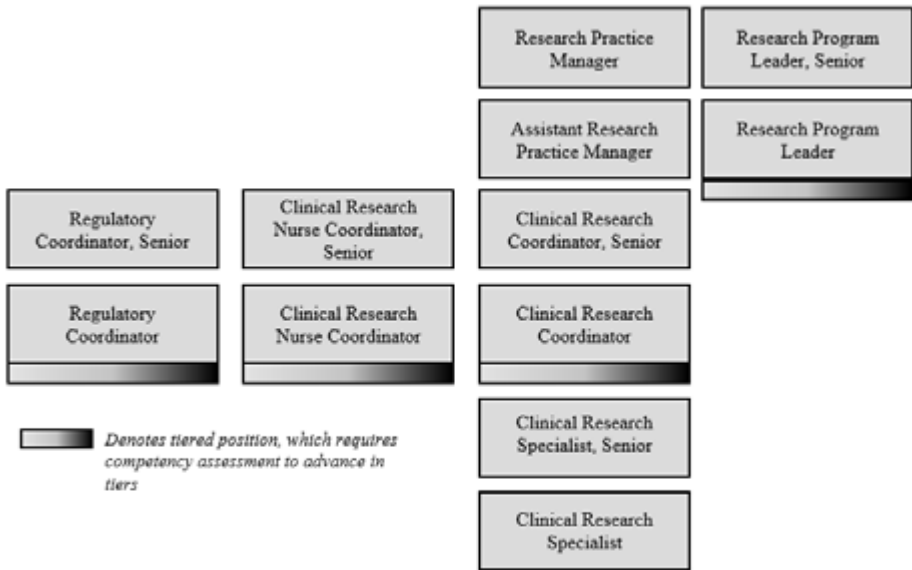 Research Practice
Manager
Research Program
Leader, Senior
Assistant Research
Practice Manager
Research Program
Leader
Regulatory
Coordinator, Senior
Clinical Research
Nurse Coordinator,
Senior
Clinical Research
Coordinator, Senior
Regulatory
Coordinator
Clinical Research
Nurse Coordinator
Clinical Research
Coordinator
Denotes tiered position, which requires
competency assessment to advance in
tiers
Clinical Research
Specialist, Senior
Clinical Research
Specialist